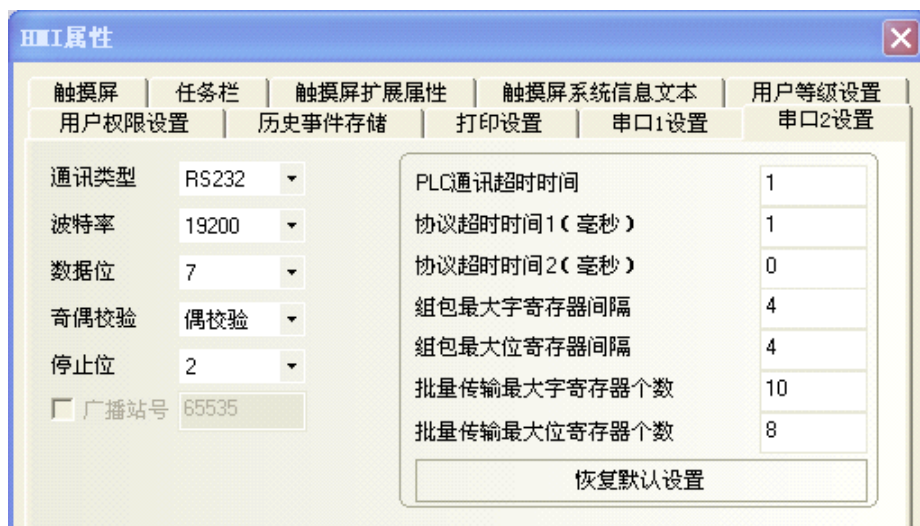 HMI属性
触摸屏 任务栏 触摸屏扩展属性 触摸屏系统信息文本 用户等级设置
用户权限设置 历史事件存储 打印设置 串口1设置 串口2设置
通讯类型 RS232
波特率 19200
数据位 7
奇偶校验 偶校验
停止位 2
广播站号 65535
PLC通讯超时时间 1
协议超时时间1(毫秒) 1
协议超时时间2(毫秒) 0
组包最大字寄存器间隔 4
组包最大位寄存器间隔 4
批量传输最大字寄存器个数 10
批量传输最大位寄存器个数 8
恢复默认设置